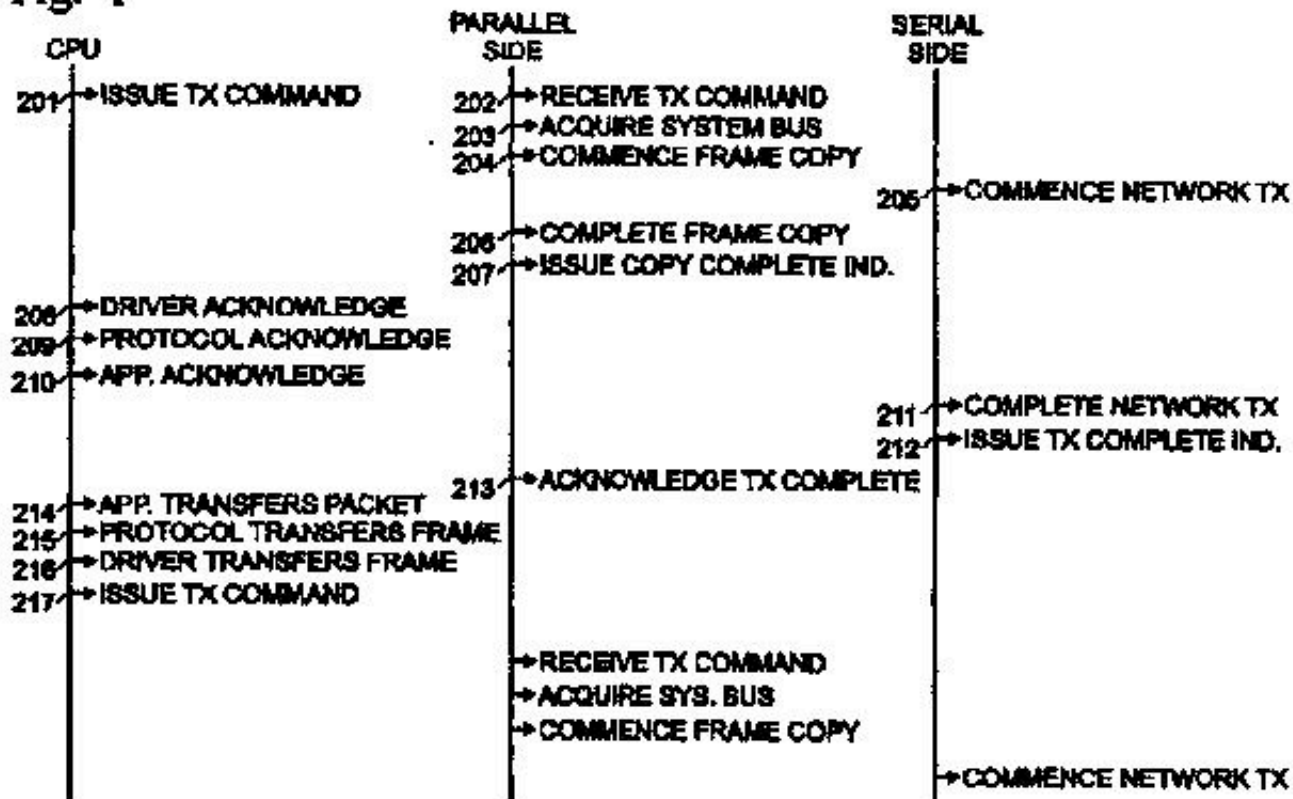 CPU
PARALLEL
SIDE
SERIAL
SIDE
201 ISSUE TX COMMAND
202 RECEIVE TX COMMAND
203 ACQUIRE SYSTEM BUS
204 COMMENCE FRAME COPY
205 COMMENCE NETWORK TX
206 COMPLETE FRAME COPY
207 ISSUE COPY COMPLETE IND.
208 DRIVER ACKNOWLEDGE
209 PROTOCOL ACKNOWLEDGE
210 APP. ACKNOWLEDGE
211 COMPLETE NETWORK TX
212 ISSUE TX COMPLETE IND.
213 ACKNOWLEDGE TX COMPLETE
214 APP. TRANSFERS PACKET
215 PROTOCOL TRANSFERS FRAME
216 DRIVER TRANSFERS FRAME
217 ISSUE TX COMMAND
RECEIVE TX COMMAND
ACQUIRE SYS. BUS
COMMENCE FRAME COPY
COMMENCE NETWORK TX